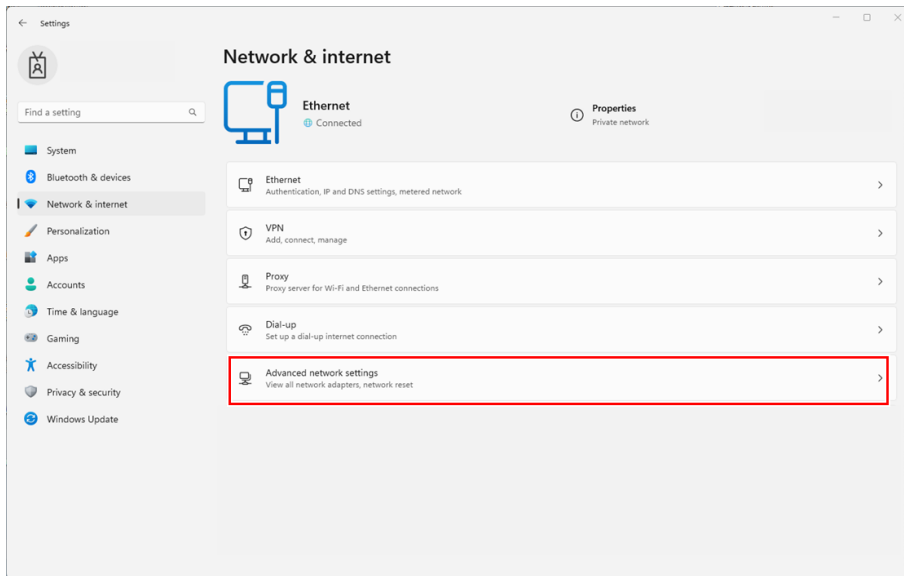 Settings
Network & internet
Find a setting
System
Bluetooth & devices
Network & internet
Personalization
Apps
Accounts
Time & language
Gaming
Accessibility
Privacy & security
Windows Update
Ethernet
Connected
Properties
Private network
Ethernet
Authentication, IP and DNS settings, metered network
VPN
Add, connect, manage
Proxy
Proxy server for Wi-Fi and Ethernet connections
Dial-up
Set up a dial-up internet connection
Advanced network settings
View all network adapters, network reset